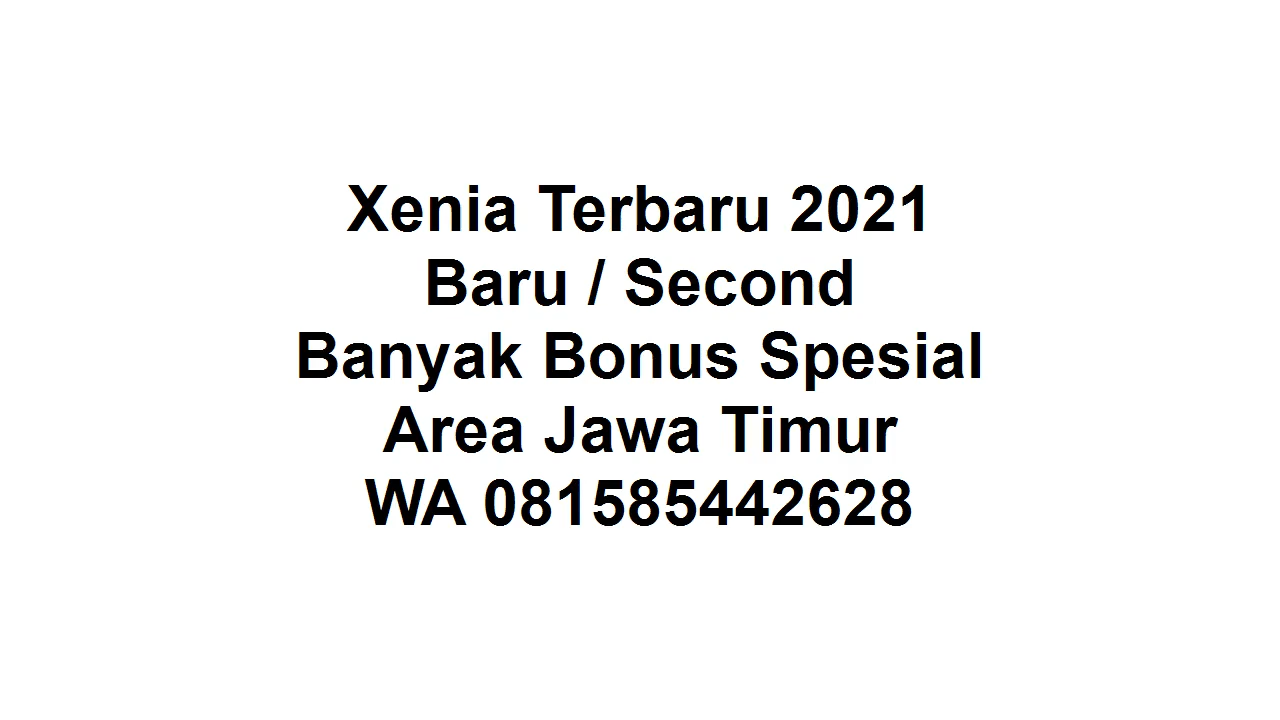 Xenia Terbaru 2021
Baru / Second
Banyak Bonus Spesial
Area Jawa Timur
WA 081585442628